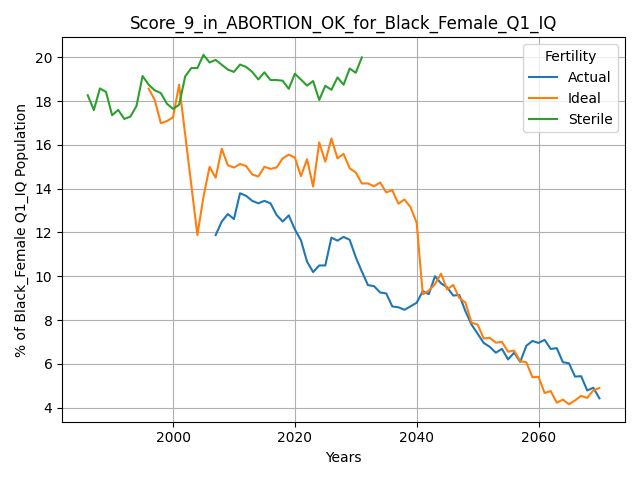 Score_9_in_ABORTION_OK_for_Black_Female_Q1_IQ
% of Black_Female Q1_IQ Population
20
18
16
14
12
10
8
6
4
Fertility
Actual
Ideal
Sterile
2000
2020
2040
2060
Years